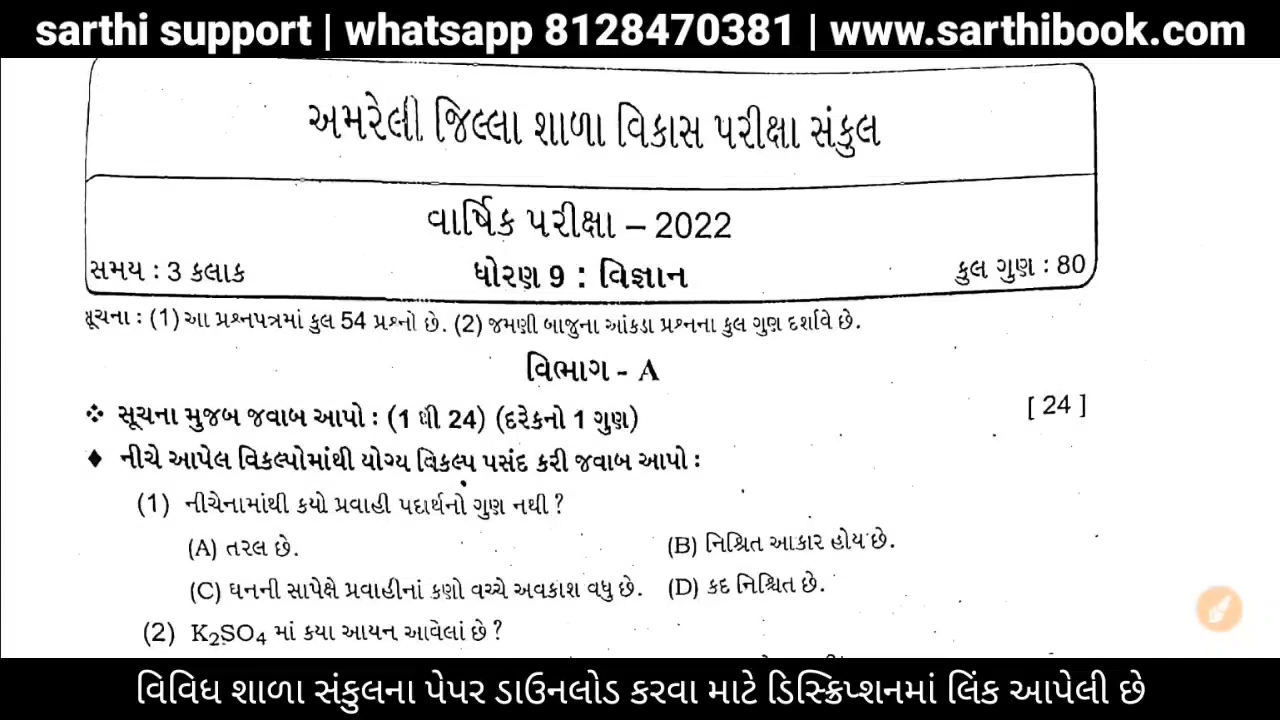 sarthi support | whatsapp 8128470381 | www.sarthibook.com
અમરેલી જિલ્લા શાળા વિકાસ પરીક્ષા સંકુલ
વાર્ષિક પરીક્ષા – 2022
સમય : 3 કલાક ધોરણ 9 : વિજ્ઞાન કુલ ગુણ : 80
સૂચના : (1) આ પ્રશ્નપત્રમાં કુલ 54 પ્રશ્નો છે. (2) જમણી બાજુના આંકડા પ્રશ્નના કુલ ગુણ દર્શાવે છે.
વિભાગ - A
❖ સૂચના મુજબ જવાબ આપો : (1 થી 24) (દરેકનો 1 ગુણ) [ 24 ]
♦ નીચે આપેલ વિકલ્પોમાંથી યોગ્ય વિકલ્પ પસંદ કરી જવાબ આપો :
(1) નીચેનામાંથી કયો પ્રવાહી પદાર્થનો ગુણ નથી ?
(A) તરલ છે. (B) નિશ્ચિત આકાર હોય છે.
(C) ઘનની સાપેક્ષે પ્રવાહીનાં કણો વચ્ચે અવકાશ વધુ છે. (D) કદ નિશ્ચિત છે.
(2) K₂SO₄ માં કયા આયન આવેલાં છે ?
વિવિધ શાળા સંકુલના પેપર ડાઉનલોડ કરવા માટે ડિસ્ક્રિપ્શનમાં લિંક આપેલી છે